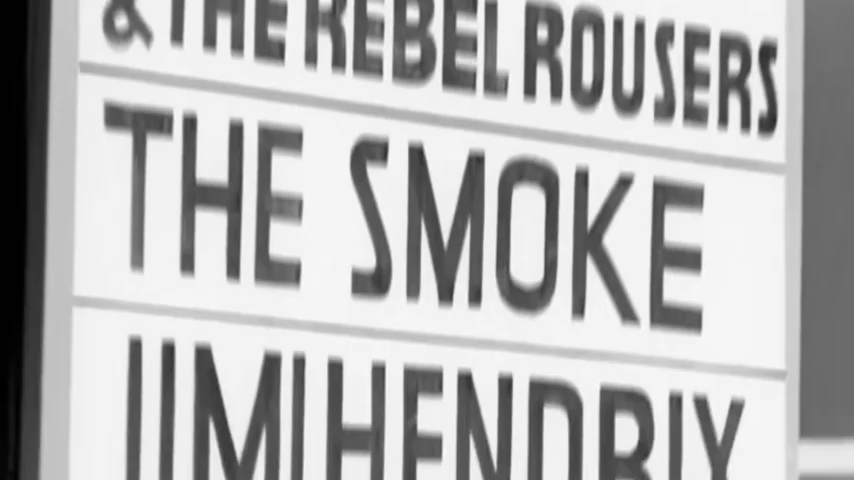 & THE REBEL ROUSERS
THE SMOKE
JIMI HENDRIX